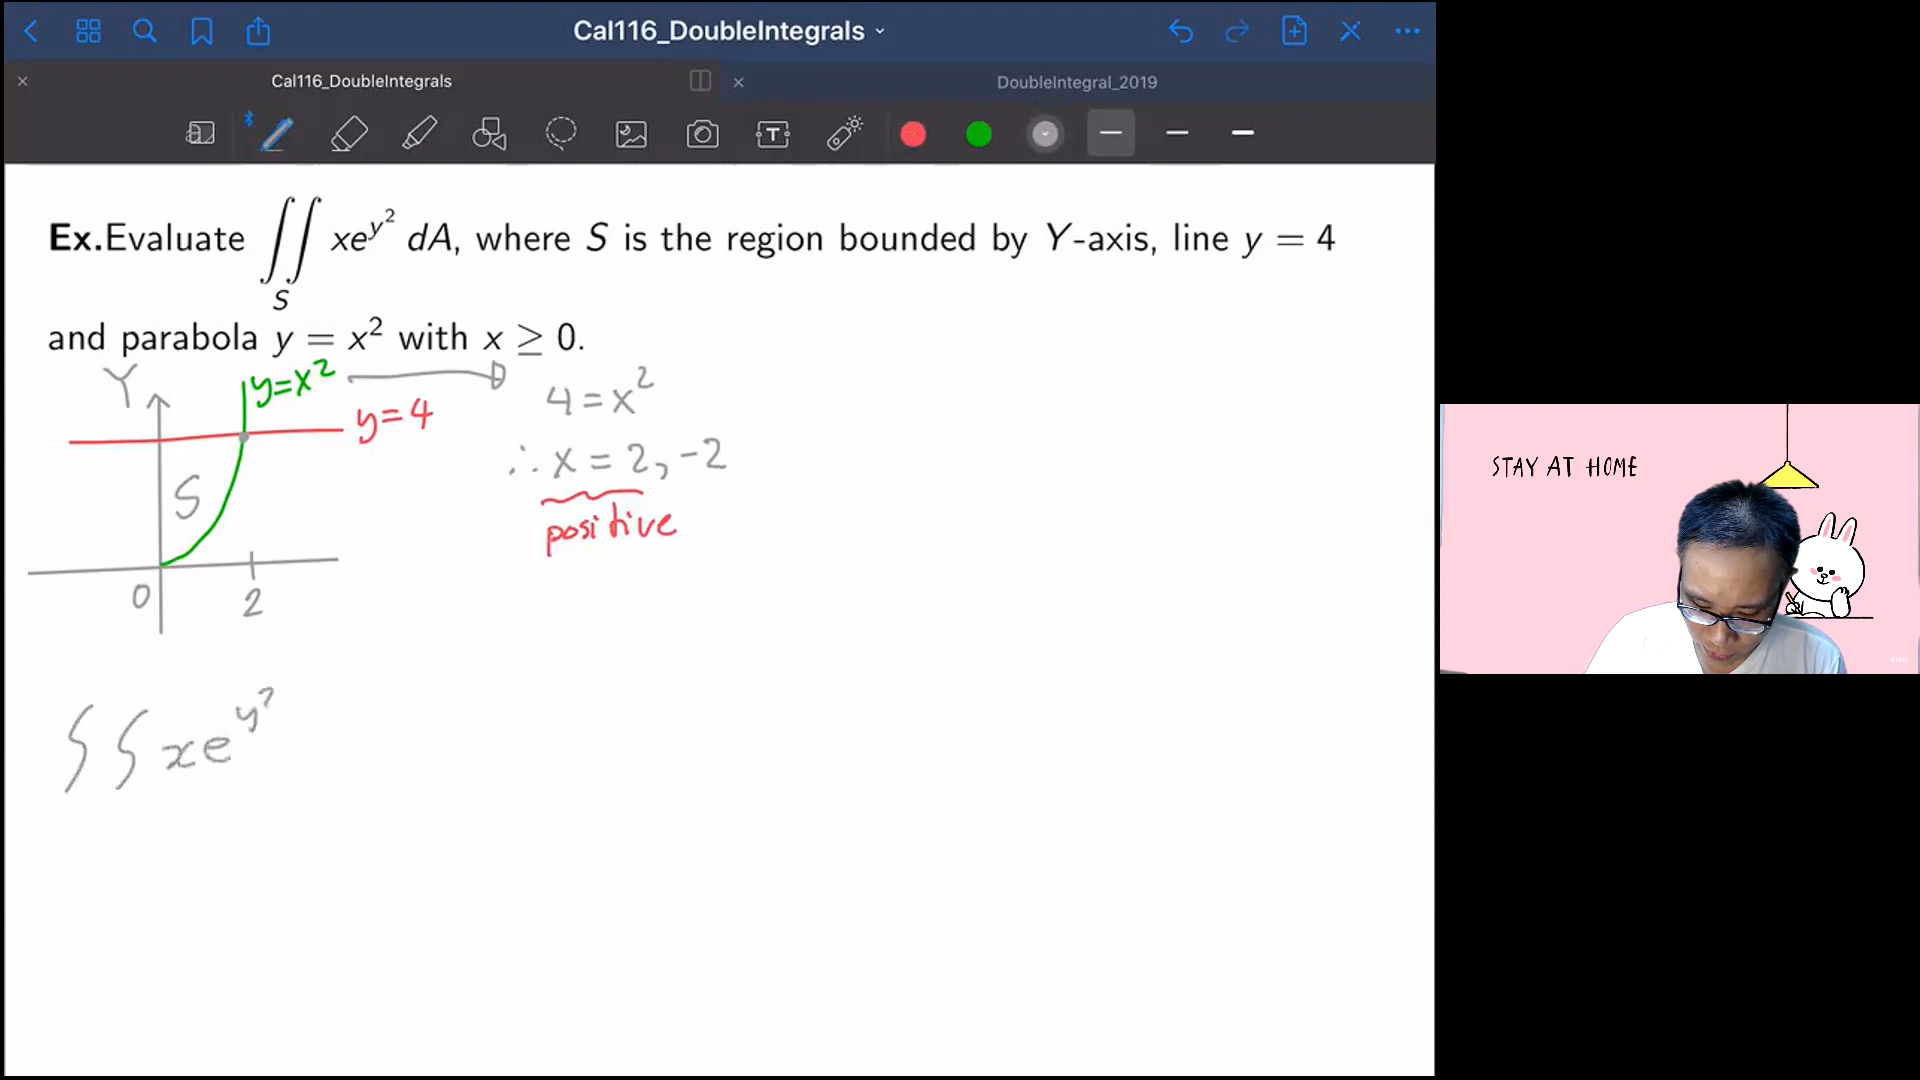 Cal116_DoubleIntegrals
Cal116_DoubleIntegrals
DoubleIntegral_2019
Ex.Evaluate ∬_S xe^{y^2} dA, where S is the region bounded by Y-axis, line y = 4
and parabola y = x^2 with x ≥ 0.
Y
y=x^2
y=4
S
0
2
4 = x^2
∴ x = 2, -2
positive
∫ ∫ xe^{y^2}
STAY AT HOME